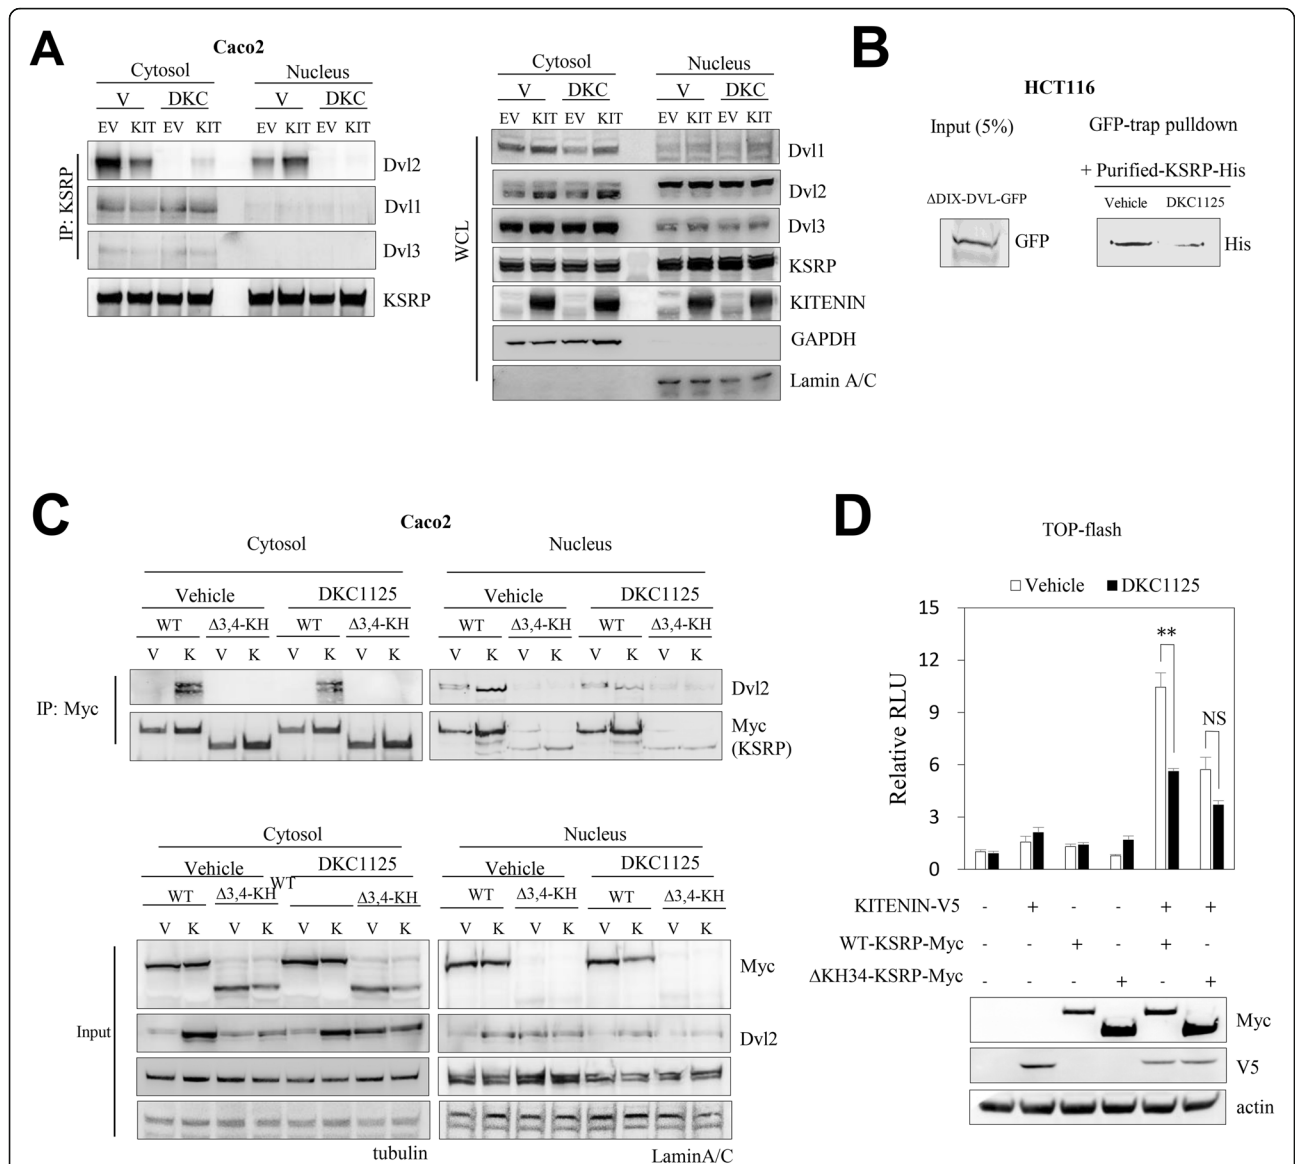 A
Caco2
Cytosol Nucleus
V DKC V DKC
EV KIT EV KIT EV KIT EV KIT
IP: KSRP
Dvl2
Dvl1
Dvl3
KSRP
Cytosol Nucleus
V DKC V DKC
EV KIT EV KIT EV KIT EV KIT
WCL
Dvl1
Dvl2
Dvl3
KSRP
KITENIN
GAPDH
Lamin A/C
B
HCT116
Input (5%) GFP-trap pulldown
+ Purified-KSRP-His
ΔDIX-DVL-GFP Vehicle DKC1125
GFP His
C
Caco2
Cytosol Nucleus
Vehicle DKC1125 Vehicle DKC1125
WT Δ3,4-KH WT Δ3,4-KH WT Δ3,4-KH WT Δ3,4-KH
V K V K V K V K V K V K V K V K
IP: Myc
Dvl2
Myc
(KSRP)
Cytosol Nucleus
Vehicle DKC1125 Vehicle DKC1125
WT Δ3,4-KH WT Δ3,4-KH WT Δ3,4-KH WT Δ3,4-KH
V K V K V K V K V K V K V K V K
Input
Myc
Dvl2
tubulin LaminA/C
D
TOP-flash
Vehicle DKC1125
Relative RLU
15
12
9
6
3
0
**
NS
KITENIN-V5 - + - - + +
WT-KSRP-Myc - - + - + -
ΔKH34-KSRP-Myc - - - + - +
Myc
V5
actin